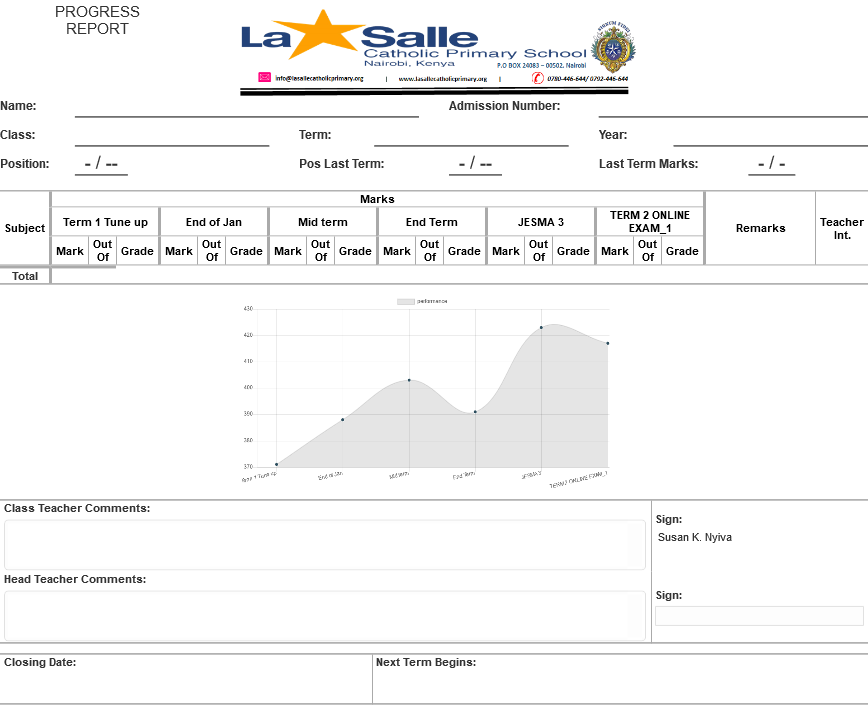 PROGRESS
REPORT
La Salle
Catholic Primary School
Nairobi, Kenya
P.O BOX 24083 – 00502. Nairobi
info@lasallecatholicprimary.org | www.lasallecatholicprimary.org | 0780-446-644/ 0792-446-644
Name: Admission Number:
Class: Term: Year:
Position: - / -- Pos Last Term: - / -- Last Term Marks: - / -
Marks
Subject Term 1 Tune up End of Jan Mid term End Term JESMA 3 TERM 2 ONLINE EXAM_1 Remarks Teacher Int.
Mark Out Of Grade Mark Out Of Grade Mark Out Of Grade Mark Out Of Grade Mark Out Of Grade Mark Out Of Grade
Total
performance
430
420
410
400
390
380
370
End of Jan Mid term End Term JESMA 3 TERM 2 ONLINE EXAM_1
Class Teacher Comments:
Sign:
Susan K. Nyiva
Head Teacher Comments:
Sign:
Closing Date: Next Term Begins: